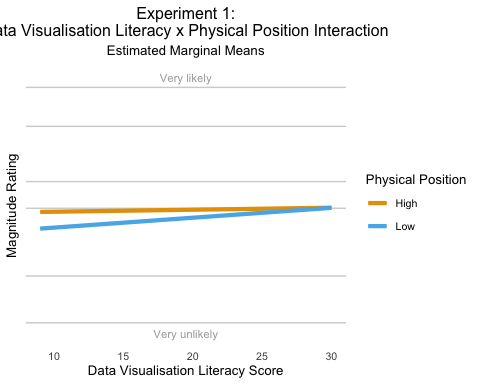 Experiment 1:
ata Visualisation Literacy x Physical Position Interaction
Estimated Marginal Means
Very likely
Magnitude Rating
Physical Position
High
Low
Very unlikely
10 15 20 25 30
Data Visualisation Literacy Score